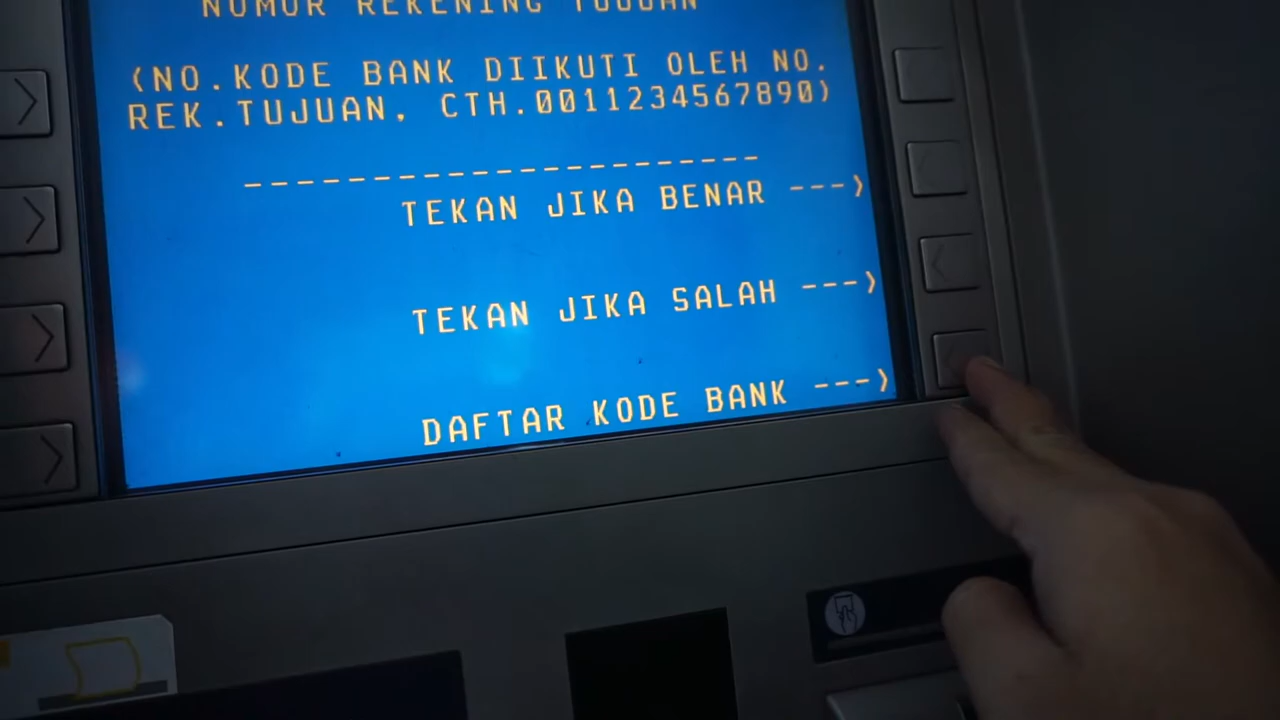 NOMOR REKENING TUJUAN
(NO.KODE BANK DIIKUTI OLEH NO.
REK.TUJUAN, CTH.0011234567890)
---------------------
TEKAN JIKA BENAR --->
TEKAN JIKA SALAH --->
DAFTAR KODE BANK --->